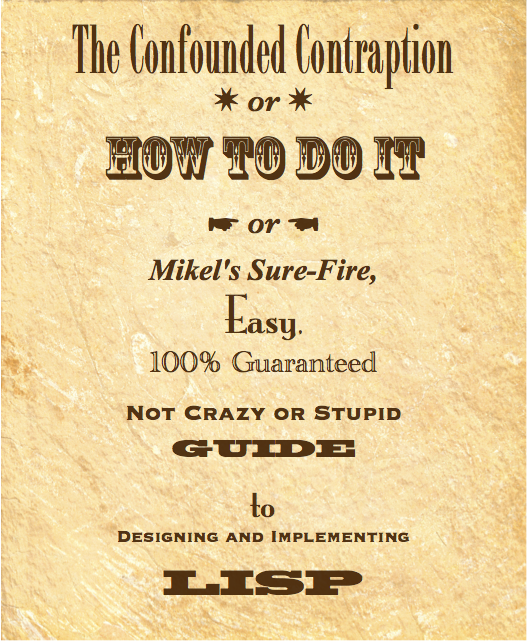 The Confounded Contraption
or
HOW TO DO IT
or
Mikel's Sure-Fire,
Easy.
100% Guaranteed
Not Crazy or Stupid
GUIDE
to
Designing and Implementing
LISP